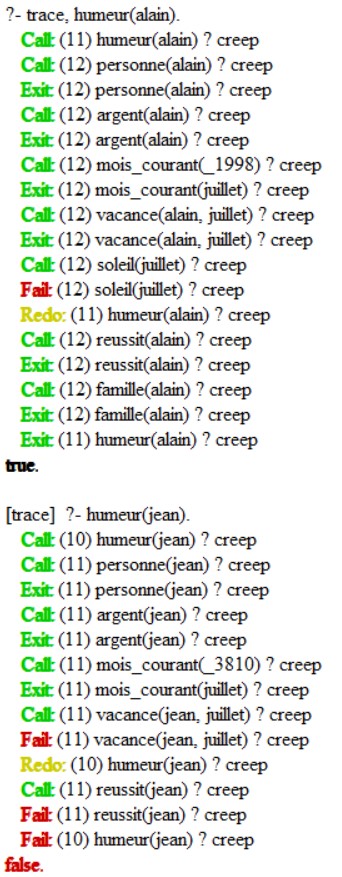 ?- trace, humeur(alain).
Call: (11) humeur(alain) ? creep
Call: (12) personne(alain) ? creep
Exit: (12) personne(alain) ? creep
Call: (12) argent(alain) ? creep
Exit: (12) argent(alain) ? creep
Call: (12) mois_courant(_1998) ? creep
Exit: (12) mois_courant(juillet) ? creep
Call: (12) vacance(alain, juillet) ? creep
Exit: (12) vacance(alain, juillet) ? creep
Call: (12) soleil(juillet) ? creep
Fail: (12) soleil(juillet) ? creep
Redo: (11) humeur(alain) ? creep
Call: (12) reussit(alain) ? creep
Exit: (12) reussit(alain) ? creep
Call: (12) famille(alain) ? creep
Exit: (12) famille(alain) ? creep
Exit: (11) humeur(alain) ? creep
true.
[trace]  ?- humeur(jean).
Call: (10) humeur(jean) ? creep
Call: (11) personne(jean) ? creep
Exit: (11) personne(jean) ? creep
Call: (11) argent(jean) ? creep
Exit: (11) argent(jean) ? creep
Call: (11) mois_courant(_3810) ? creep
Exit: (11) mois_courant(juillet) ? creep
Call: (11) vacance(jean, juillet) ? creep
Fail: (11) vacance(jean, juillet) ? creep
Redo: (10) humeur(jean) ? creep
Call: (11) reussit(jean) ? creep
Fail: (11) reussit(jean) ? creep
Fail: (10) humeur(jean) ? creep
false.